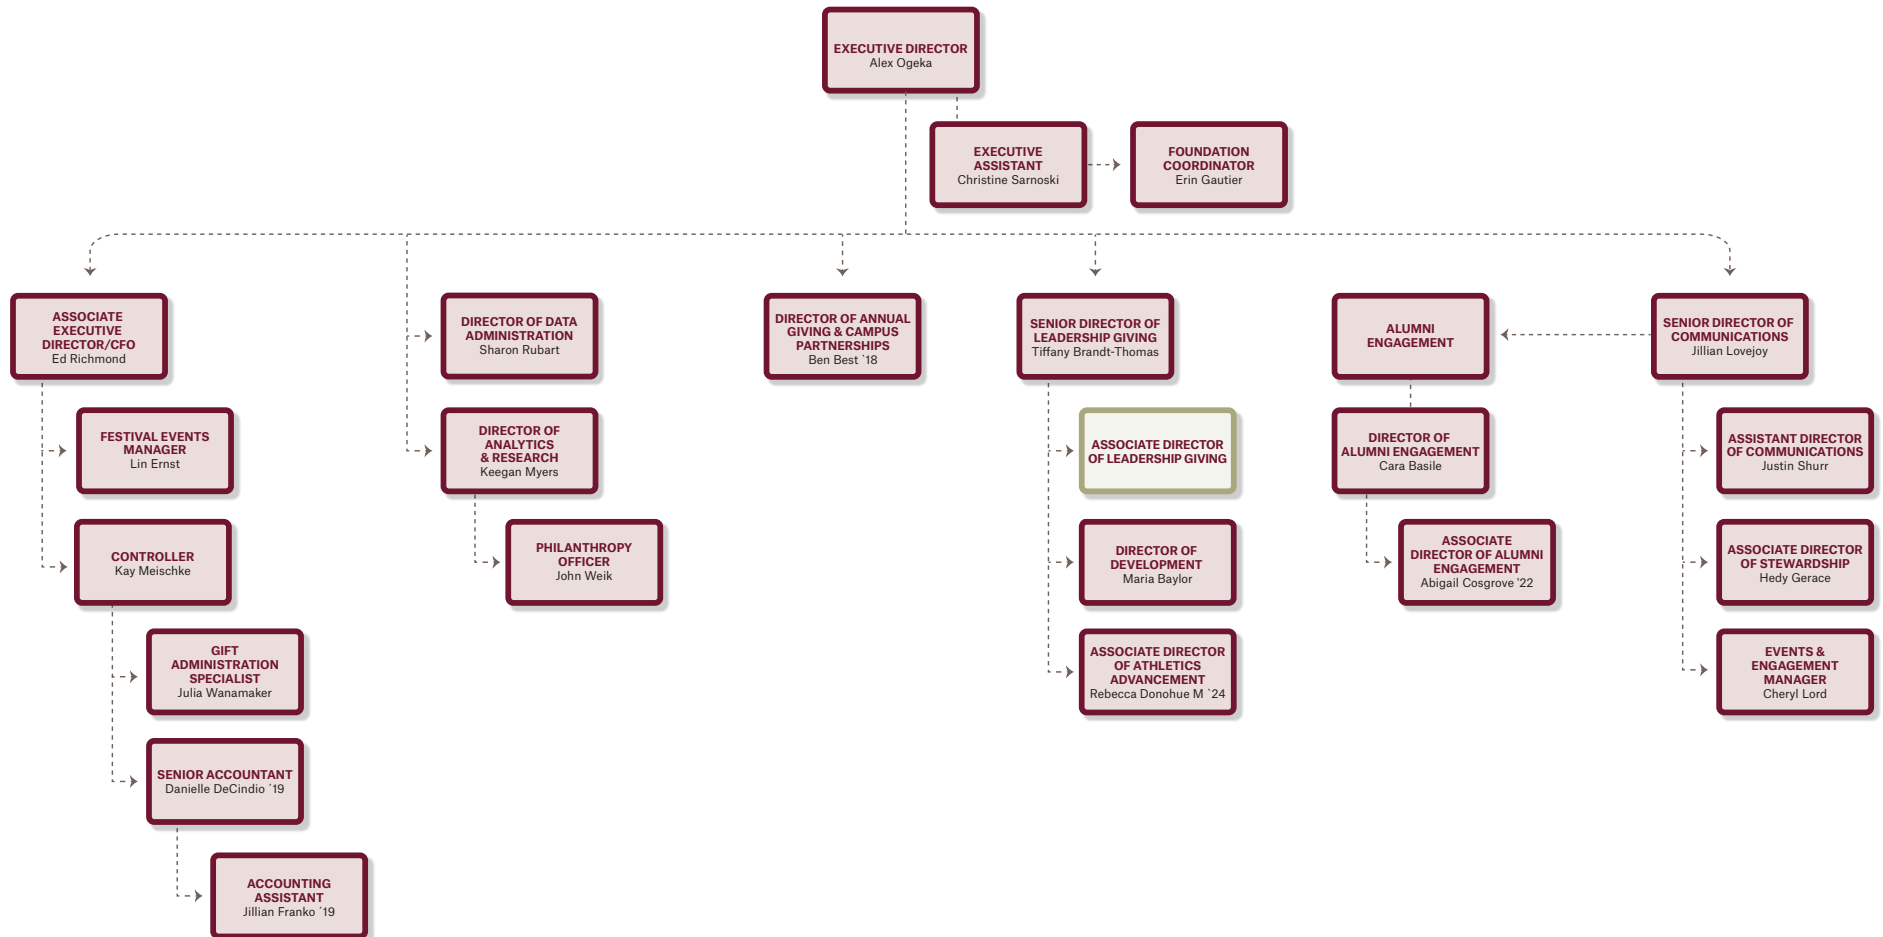 EXECUTIVE DIRECTOR
Alex Ogeka
EXECUTIVE
ASSISTANT
Christine Sarnoski
FOUNDATION
COORDINATOR
Erin Gautier
ASSOCIATE
EXECUTIVE
DIRECTOR/CFO
Ed Richmond
FESTIVAL EVENTS
MANAGER
Lin Ernst
CONTROLLER
Kay Meischke
GIFT
ADMINISTRATION
SPECIALIST
Julia Wanamaker
SENIOR ACCOUNTANT
Danielle DeCindio ´19
ACCOUNTING
ASSISTANT
Jillian Franko ´19
DIRECTOR OF DATA
ADMINISTRATION
Sharon Rubart
DIRECTOR OF
ANALYTICS
& RESEARCH
Keegan Myers
PHILANTHROPY
OFFICER
John Weik
DIRECTOR OF ANNUAL
GIVING & CAMPUS
PARTNERSHIPS
Ben Best `18
SENIOR DIRECTOR OF
LEADERSHIP GIVING
Tiffany Brandt-Thomas
ASSOCIATE DIRECTOR
OF LEADERSHIP GIVING
DIRECTOR OF
DEVELOPMENT
Maria Baylor
ASSOCIATE DIRECTOR
OF ATHLETICS
ADVANCEMENT
Rebecca Donohue M `24
ALUMNI
ENGAGEMENT
DIRECTOR OF
ALUMNI ENGAGEMENT
Cara Basile
ASSOCIATE
DIRECTOR OF ALUMNI
ENGAGEMENT
Abigail Cosgrove '22
SENIOR DIRECTOR OF
COMMUNICATIONS
Jillian Lovejoy
ASSISTANT DIRECTOR
OF COMMUNICATIONS
Justin Shurr
ASSOCIATE DIRECTOR
OF STEWARDSHIP
Hedy Gerace
EVENTS &
ENGAGEMENT
MANAGER
Cheryl Lord